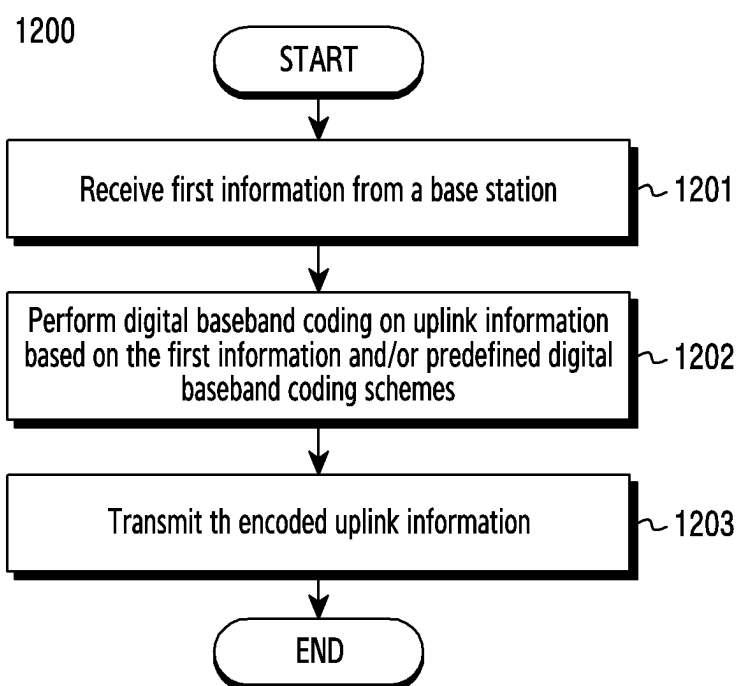 1200
START
Receive first information from a base station
1201
Perform digital baseband coding on uplink information
based on the first information and/or predefined digital
baseband coding schemes
1202
Transmit th encoded uplink information
1203
END